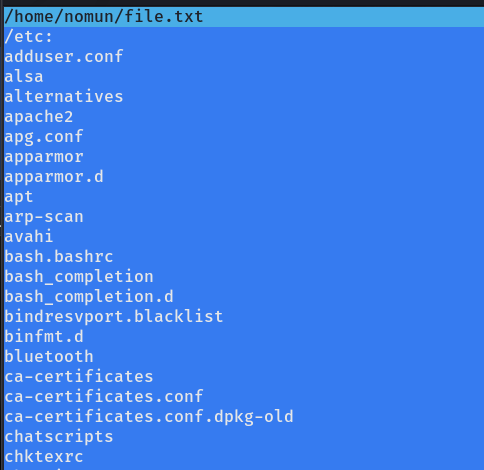 /home/nomun/file.txt
/etc:
adduser.conf
alsa
alternatives
apache2
apg.conf
apparmor
apparmor.d
apt
arp-scan
avahi
bash.bashrc
bash_completion
bash_completion.d
bindresvport.blacklist
binfmt.d
bluetooth
ca-certificates
ca-certificates.conf
ca-certificates.conf.dpkg-old
chatscripts
chktexrc